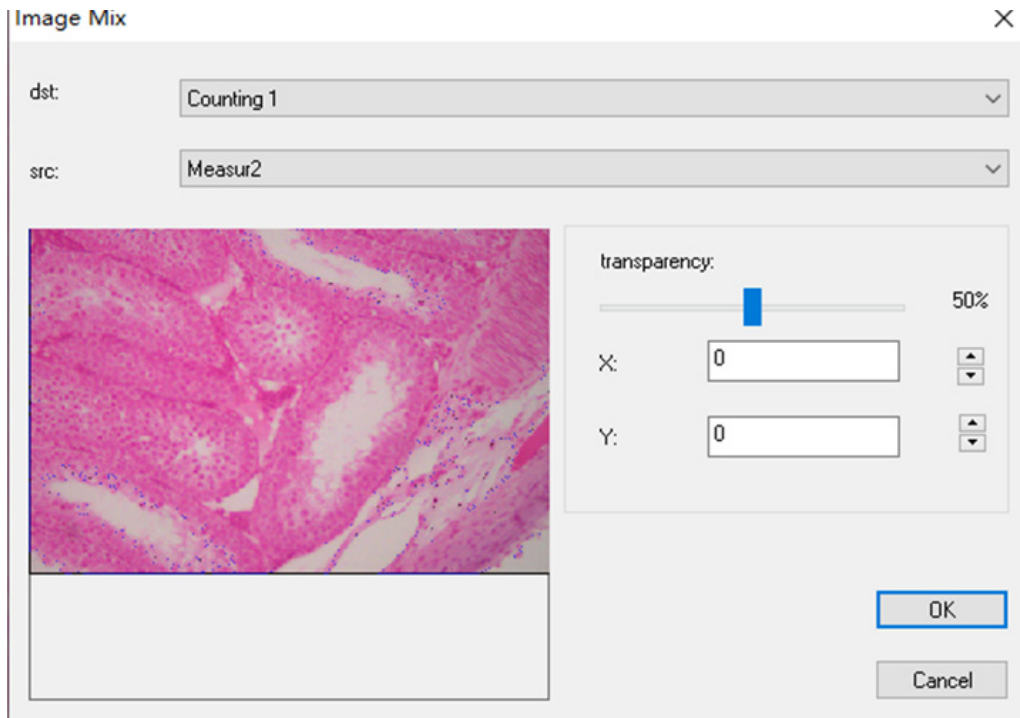 Image Mix
dst:
Counting 1
src:
Measur2
transparency:
50%
X:
0
Y:
0
OK
Cancel